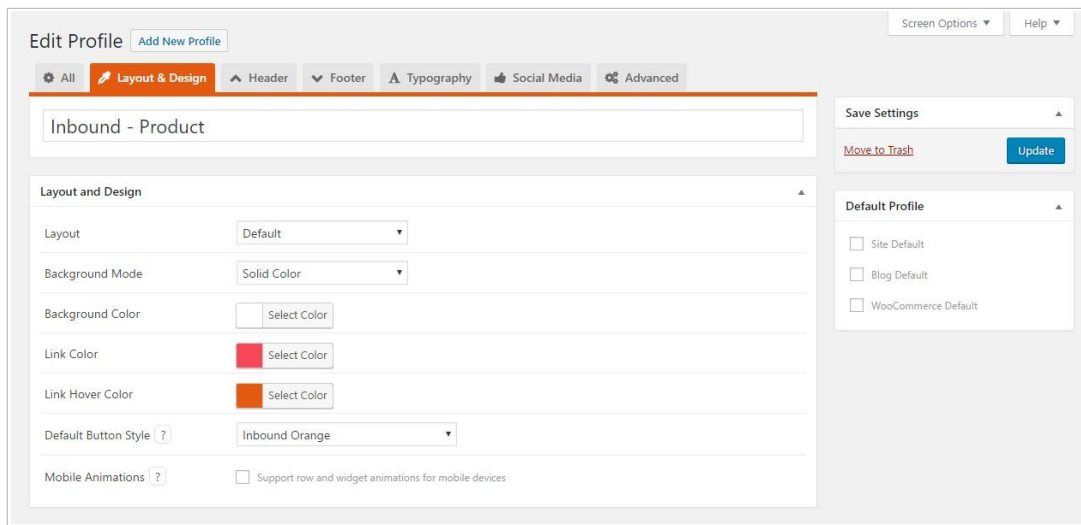 Screen Options ▼ Help ▼
Edit Profile Add New Profile
All Layout & Design Header Footer Typography Social Media Advanced
Inbound - Product
Save Settings
Move to Trash Update
Layout and Design
Default Profile
Layout Default
Site Default
Background Mode Solid Color
Blog Default
Background Color Select Color
WooCommerce Default
Link Color Select Color
Link Hover Color Select Color
Default Button Style ? Inbound Orange
Mobile Animations ? Support row and widget animations for mobile devices